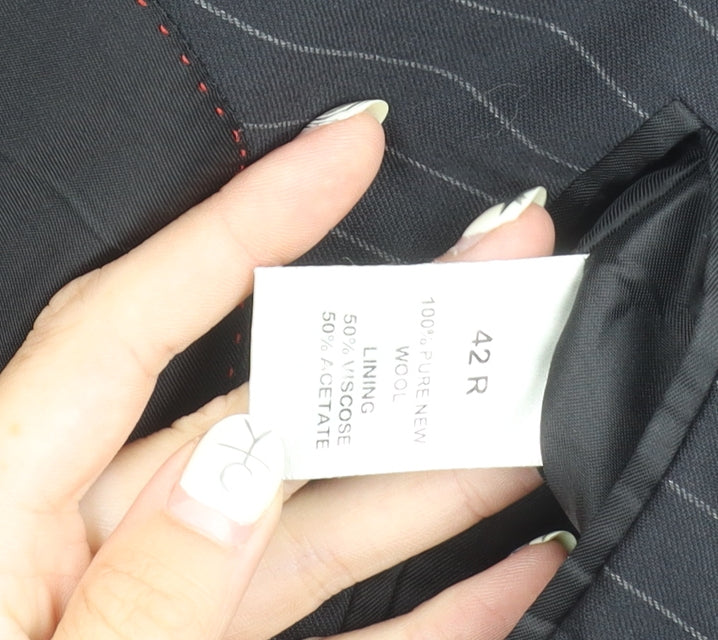 42 R
100% PURE NEW
WOOL
LINING
50% VISCOSE
50% ACETATE